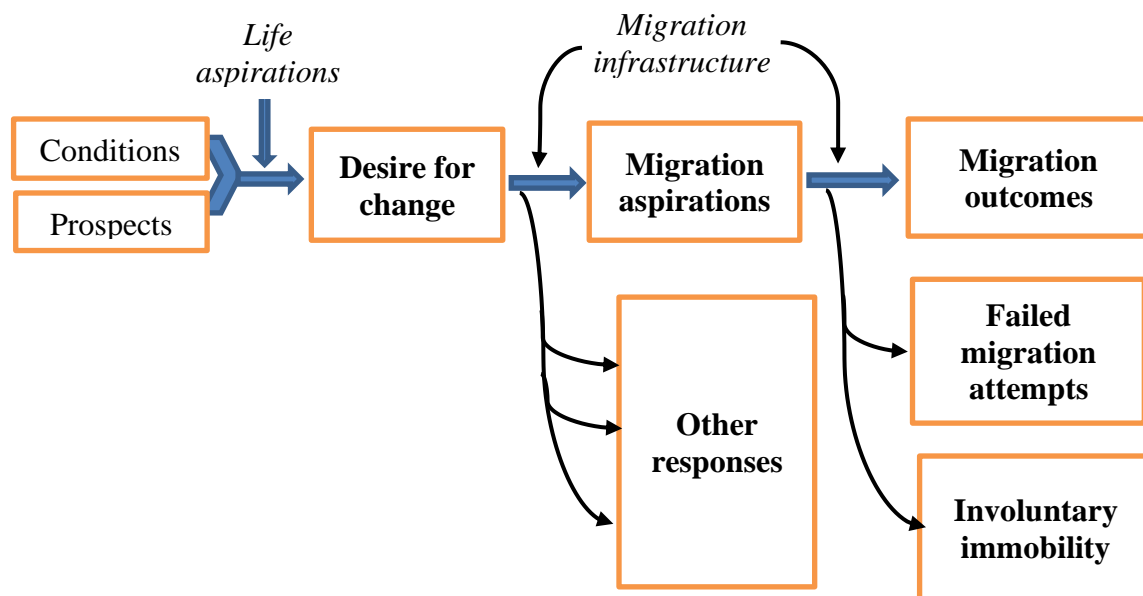 Life
aspirations
Migration
infrastructure
Conditions
Prospects
Desire for
change
Migration
aspirations
Migration
outcomes
Other
responses
Failed
migration
attempts
Involuntary
immobility